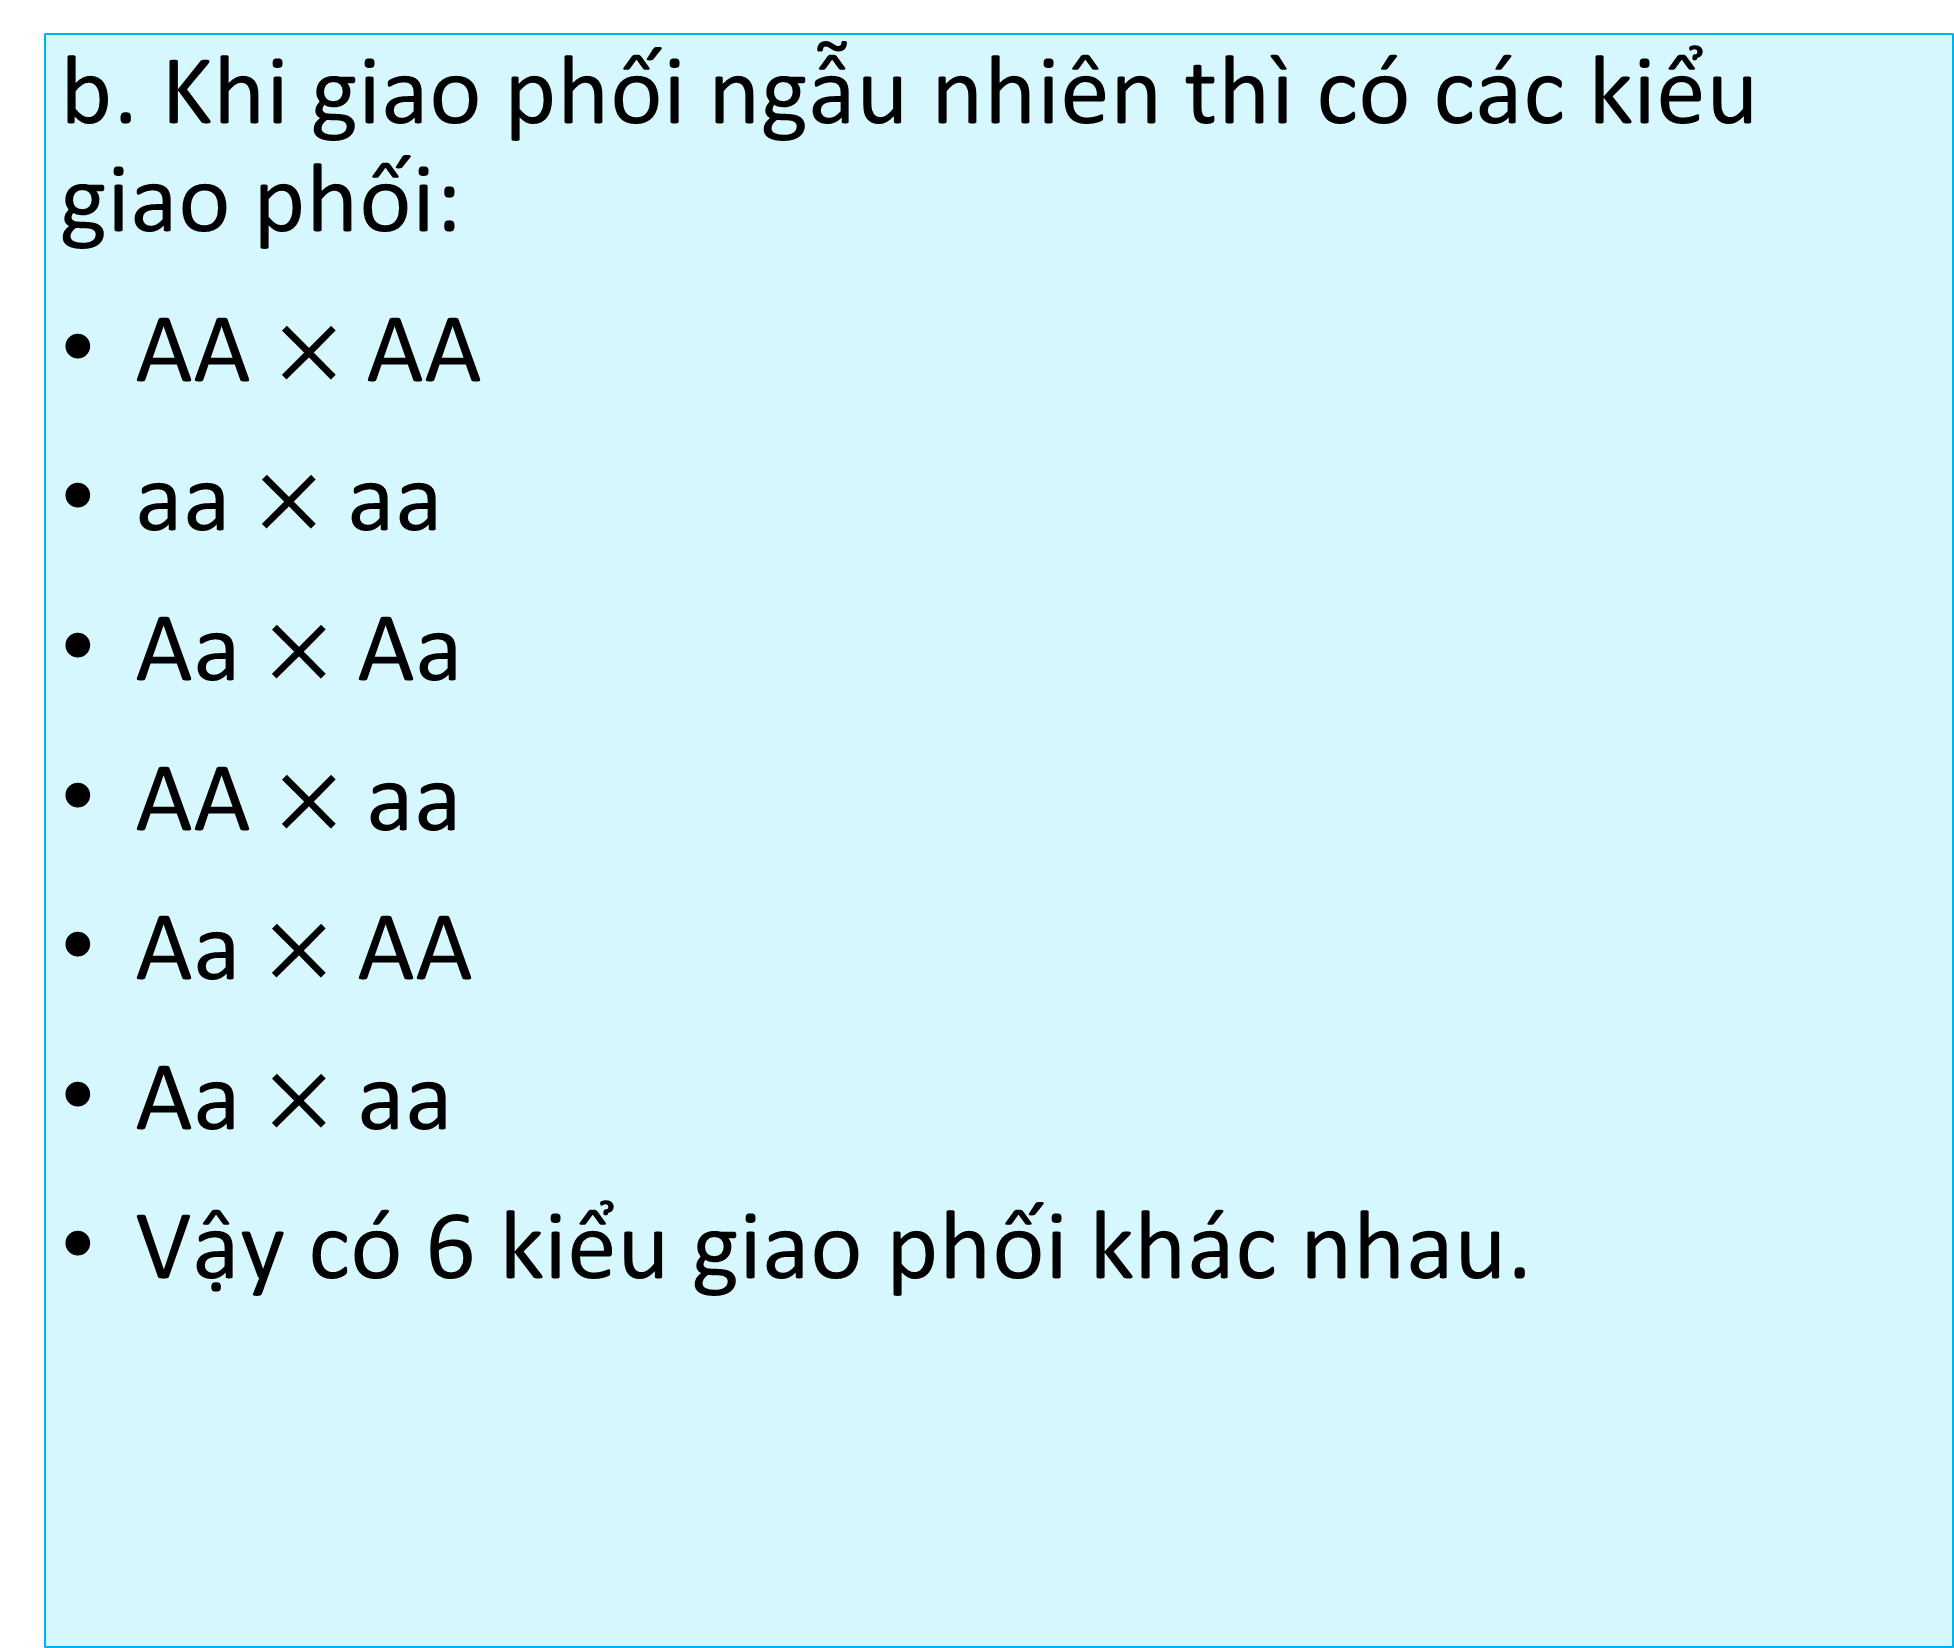 b. Khi giao phối ngẫu nhiên thì có các kiểu
giao phối:
• AA × AA
• aa × aa
• Aa × Aa
• AA × aa
• Aa × AA
• Aa × aa
• Vậy có 6 kiểu giao phối khác nhau.